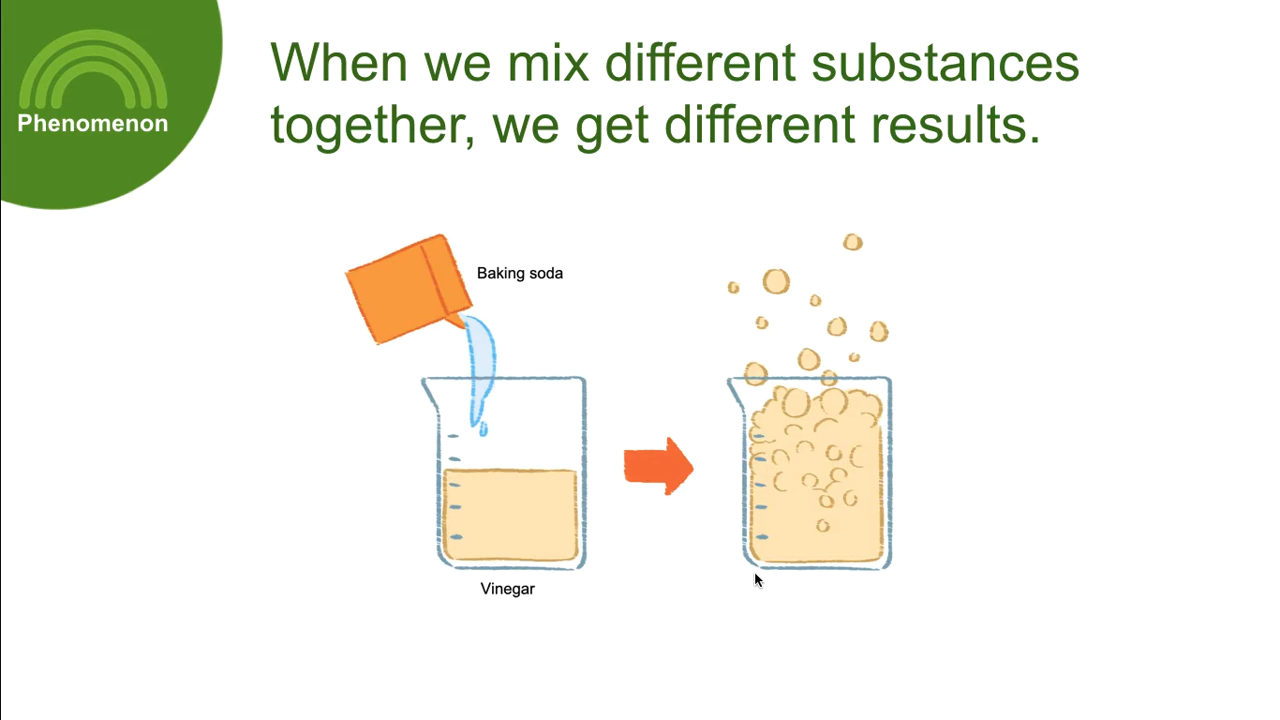 Phenomenon
When we mix different substances
together, we get different results.
Baking soda
Vinegar